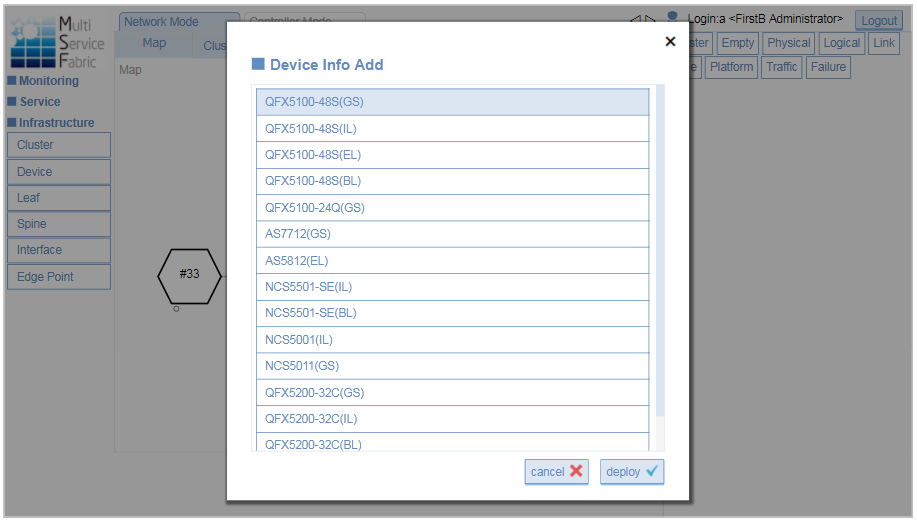 Multi
Service
Fabric
Network Mode
Controller Mode
Login:a <FirstB Administrator>
Logout
Map
Clus
ster
Empty
Physical
Logical
Link
e
Platform
Traffic
Failure
Map
Monitoring
Service
Infrastructure
Cluster
Device
Leaf
Spine
Interface
Edge Point
#33
Device Info Add
QFX5100-48S(GS)
QFX5100-48S(IL)
QFX5100-48S(EL)
QFX5100-48S(BL)
QFX5100-24Q(GS)
AS7712(GS)
AS5812(EL)
NCS5501-SE(IL)
NCS5501-SE(BL)
NCS5001(IL)
NCS5011(GS)
QFX5200-32C(GS)
QFX5200-32C(IL)
QFX5200-32C(BL)
cancel
deploy